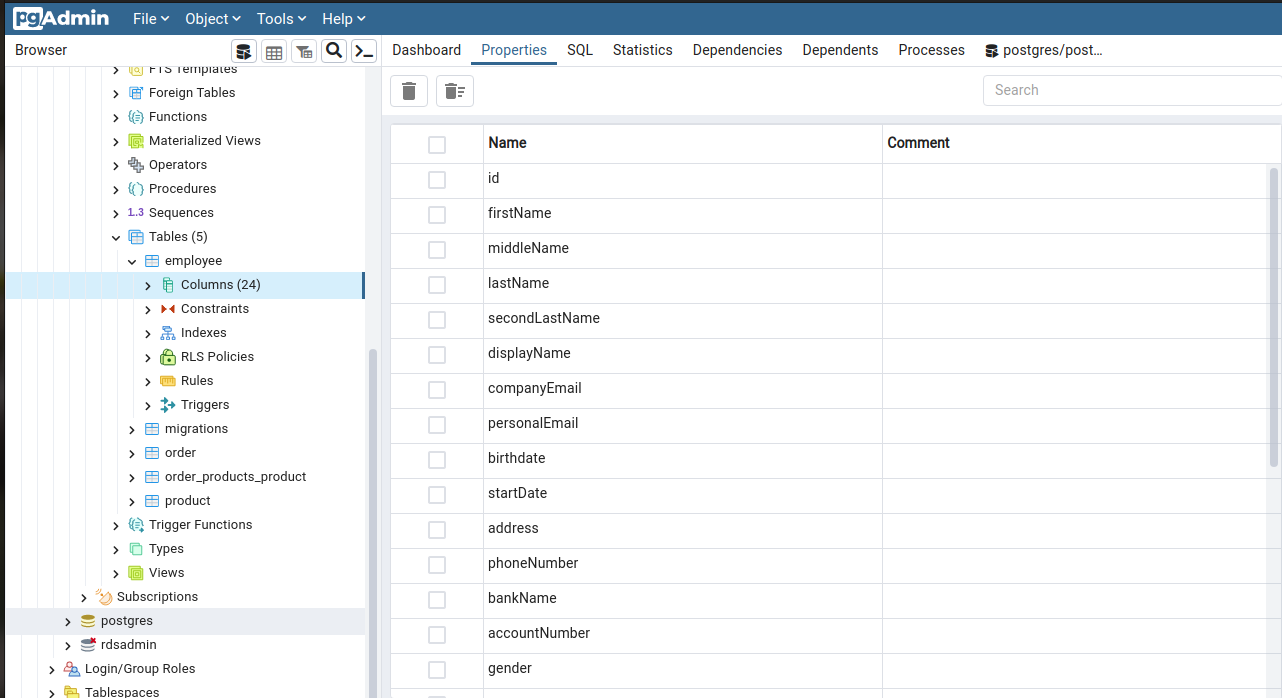 pgAdmin File Object Tools Help
Browser
FTS Templates
Foreign Tables
Functions
Materialized Views
Operators
Procedures
1..3 Sequences
Tables (5)
employee
Columns (24)
Constraints
Indexes
RLS Policies
Rules
Triggers
migrations
order
order_products_product
product
Trigger Functions
Types
Views
Subscriptions
postgres
rdsadmin
Login/Group Roles
Tablespaces
Dashboard Properties SQL Statistics Dependencies Dependents Processes postgres/post...
Search
Name Comment
id
firstName
middleName
lastName
secondLastName
displayName
companyEmail
personalEmail
birthdate
startDate
address
phoneNumber
bankName
accountNumber
gender